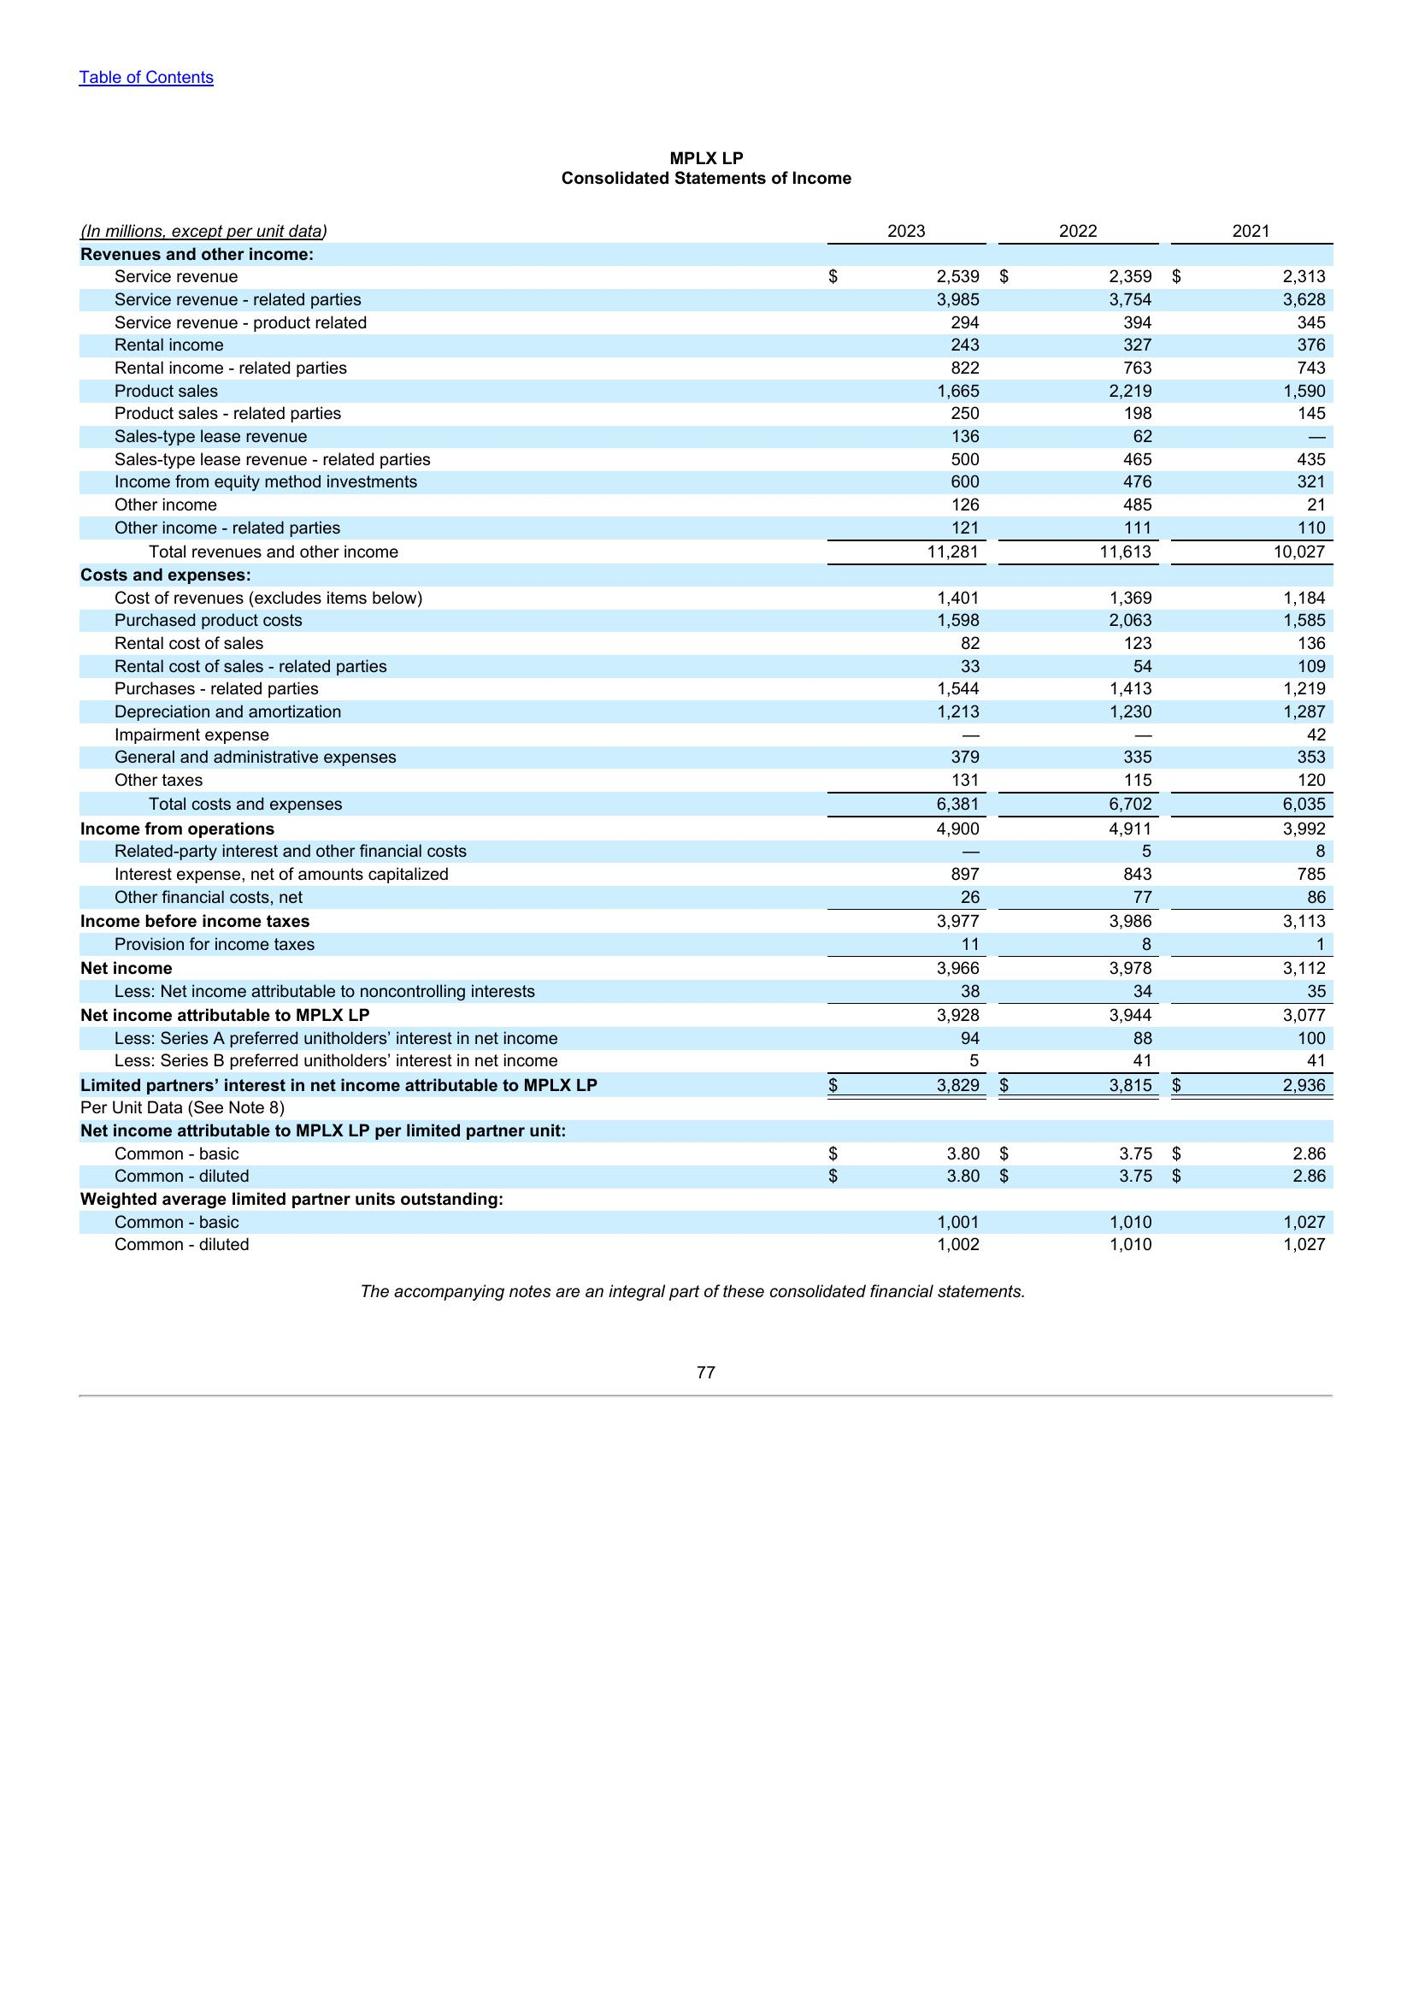 Table of Contents
MPLX LP
Consolidated Statements of Income
(In millions, except per unit data) 2023 2022 2021
Revenues and other income:
Service revenue $ 2,539 $ 2,359 $ 2,313
Service revenue - related parties 3,985 3,754 3,628
Service revenue - product related 294 394 345
Rental income 243 327 376
Rental income - related parties 822 763 743
Product sales 1,665 2,219 1,590
Product sales - related parties 250 198 145
Sales-type lease revenue 136 62 —
Sales-type lease revenue - related parties 500 465 435
Income from equity method investments 600 476 321
Other income 126 485 21
Other income - related parties 121 111 110
Total revenues and other income 11,281 11,613 10,027
Costs and expenses:
Cost of revenues (excludes items below) 1,401 1,369 1,184
Purchased product costs 1,598 2,063 1,585
Rental cost of sales 82 123 136
Rental cost of sales - related parties 33 54 109
Purchases - related parties 1,544 1,413 1,219
Depreciation and amortization 1,213 1,230 1,287
Impairment expense — — 42
General and administrative expenses 379 335 353
Other taxes 131 115 120
Total costs and expenses 6,381 6,702 6,035
Income from operations 4,900 4,911 3,992
Related-party interest and other financial costs — 5 8
Interest expense, net of amounts capitalized 897 843 785
Other financial costs, net 26 77 86
Income before income taxes 3,977 3,986 3,113
Provision for income taxes 11 8 1
Net income 3,966 3,978 3,112
Less: Net income attributable to noncontrolling interests 38 34 35
Net income attributable to MPLX LP 3,928 3,944 3,077
Less: Series A preferred unitholders’ interest in net income 94 88 100
Less: Series B preferred unitholders’ interest in net income 5 41 41
Limited partners’ interest in net income attributable to MPLX LP $ 3,829 $ 3,815 $ 2,936
Per Unit Data (See Note 8)
Net income attributable to MPLX LP per limited partner unit:
Common - basic $ 3.80 $ 3.75 $ 2.86
Common - diluted $ 3.80 $ 3.75 $ 2.86
Weighted average limited partner units outstanding:
Common - basic 1,001 1,010 1,027
Common - diluted 1,002 1,010 1,027
The accompanying notes are an integral part of these consolidated financial statements.
77